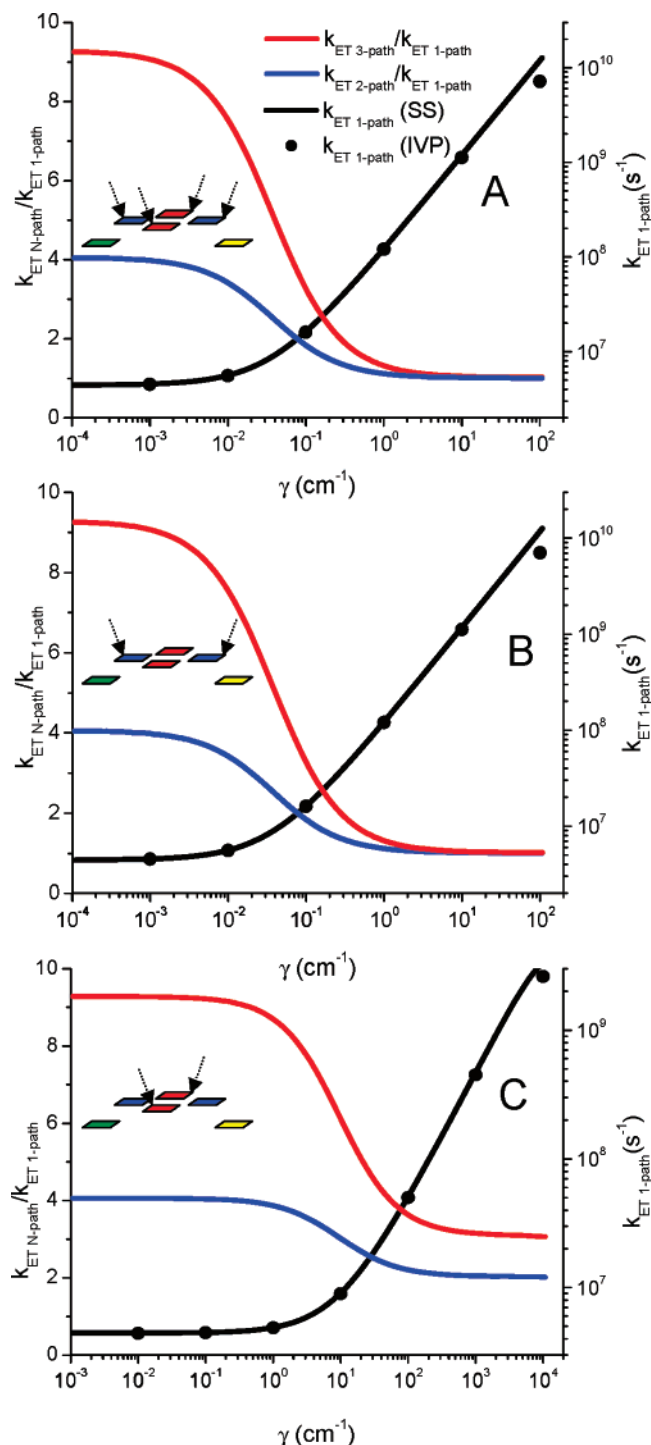 10
8
6
4
2
0
k_ET N-path/k_ET 1-path
k_ET 3-path/k_ET 1-path
k_ET 2-path/k_ET 1-path
k_ET 1-path (SS)
k_ET 1-path (IVP)
A
10^10
10^9
10^8
10^7
k_ET 1-path(s^-1)
10^-4 10^-3 10^-2 10^-1 10^0 10^1 10^2
γ (cm^-1)
10
8
6
4
2
0
k_ET N-path/k_ET 1-path
B
10^10
10^9
10^8
10^7
k_ET 1-path(s^-1)
10^-4 10^-3 10^-2 10^-1 10^0 10^1 10^2
γ (cm^-1)
10
8
6
4
2
0
k_ET N-path/k_ET 1-path
C
10^9
10^8
10^7
k_ET 1-path(s^-1)
10^-3 10^-2 10^-1 10^0 10^1 10^2 10^3 10^4
γ (cm^-1)